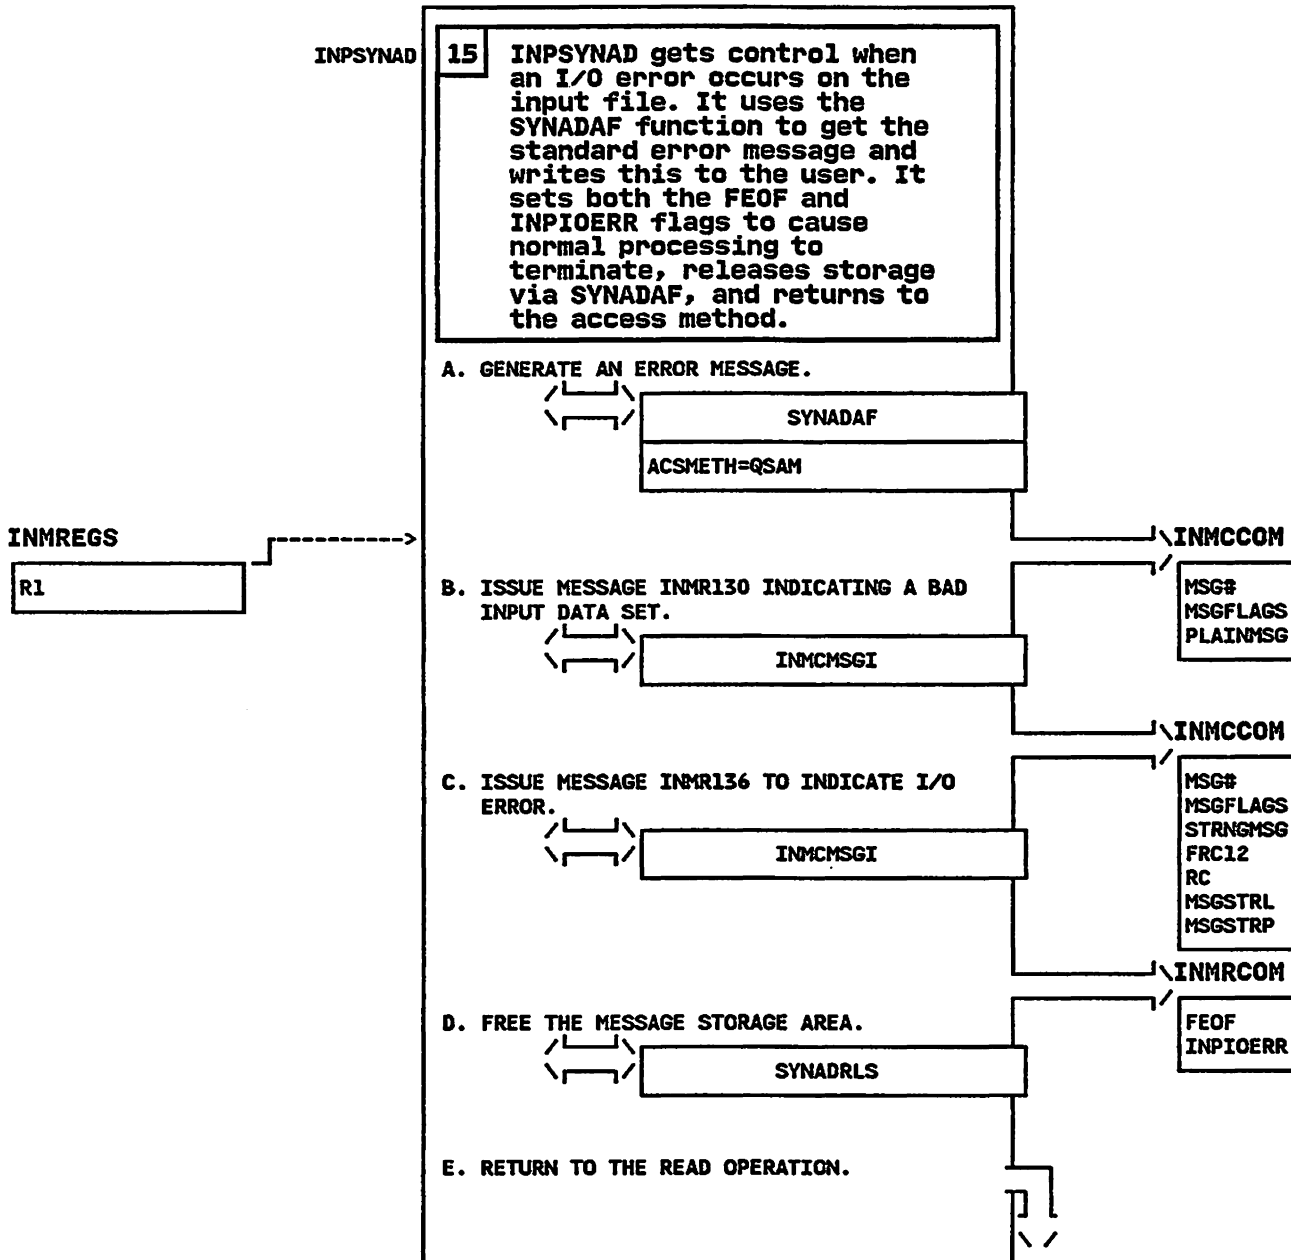 INPSYNAD
15
INPSYNAD gets control when
an I/O error occurs on the
input file. It uses the
SYNADAF function to get the
standard error message and
writes this to the user. It
sets both the FEOF and
INPIOERR flags to cause
normal processing to
terminate, releases storage
via SYNADAF, and returns to
the access method.
A. GENERATE AN ERROR MESSAGE.
SYNADAF
ACSMETH=QSAM
INMREGS
R1
INMCCOM
MSG#
MSGFLAGS
PLAINMSG
B. ISSUE MESSAGE INMR130 INDICATING A BAD
INPUT DATA SET.
INMCMSGI
INMCCOM
MSG#
MSGFLAGS
STRNGMSG
FRC12
RC
MSGSTRL
MSGSTRP
C. ISSUE MESSAGE INMR136 TO INDICATE I/O
ERROR.
INMCMSGI
INMRCOM
FEOF
INPIOERR
D. FREE THE MESSAGE STORAGE AREA.
SYNADRLS
E. RETURN TO THE READ OPERATION.